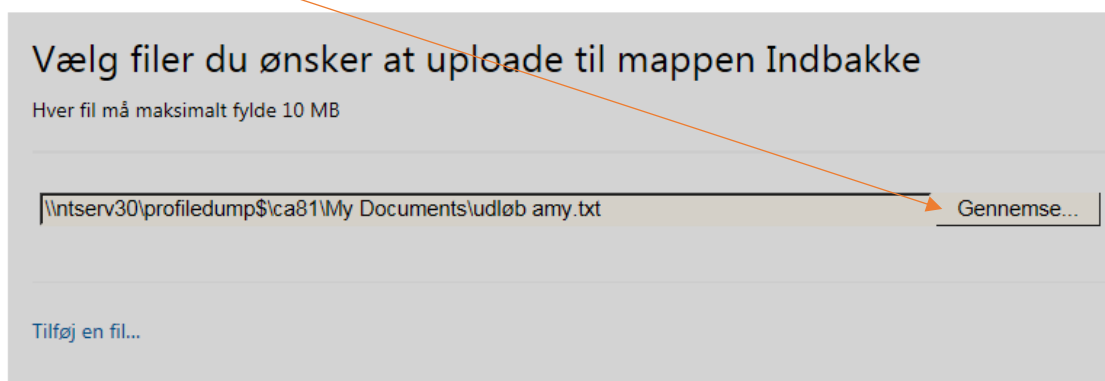 Vælg filer du ønsker at uploade til mappen Indbakke
Hver fil må maksimalt fylde 10 MB
\\ntserv30\profiledump$\ca81\My Documents\udløb amy.txt
Gennemse...
Tilføj en fil...